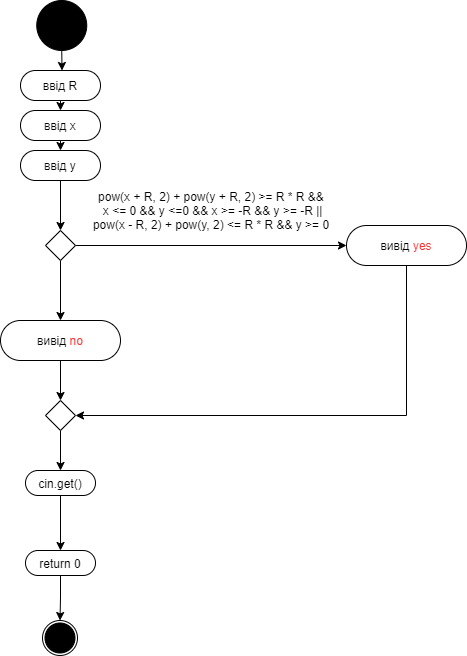 ввід R
ввід x
ввід y
pow(x + R, 2) + pow(y + R, 2) >= R * R &&
x <= 0 && y <=0 && x >= -R && y >= -R ||
pow(x - R, 2) + pow(y, 2) <= R * R && y >= 0
вивід yes
вивід no
cin.get()
return 0